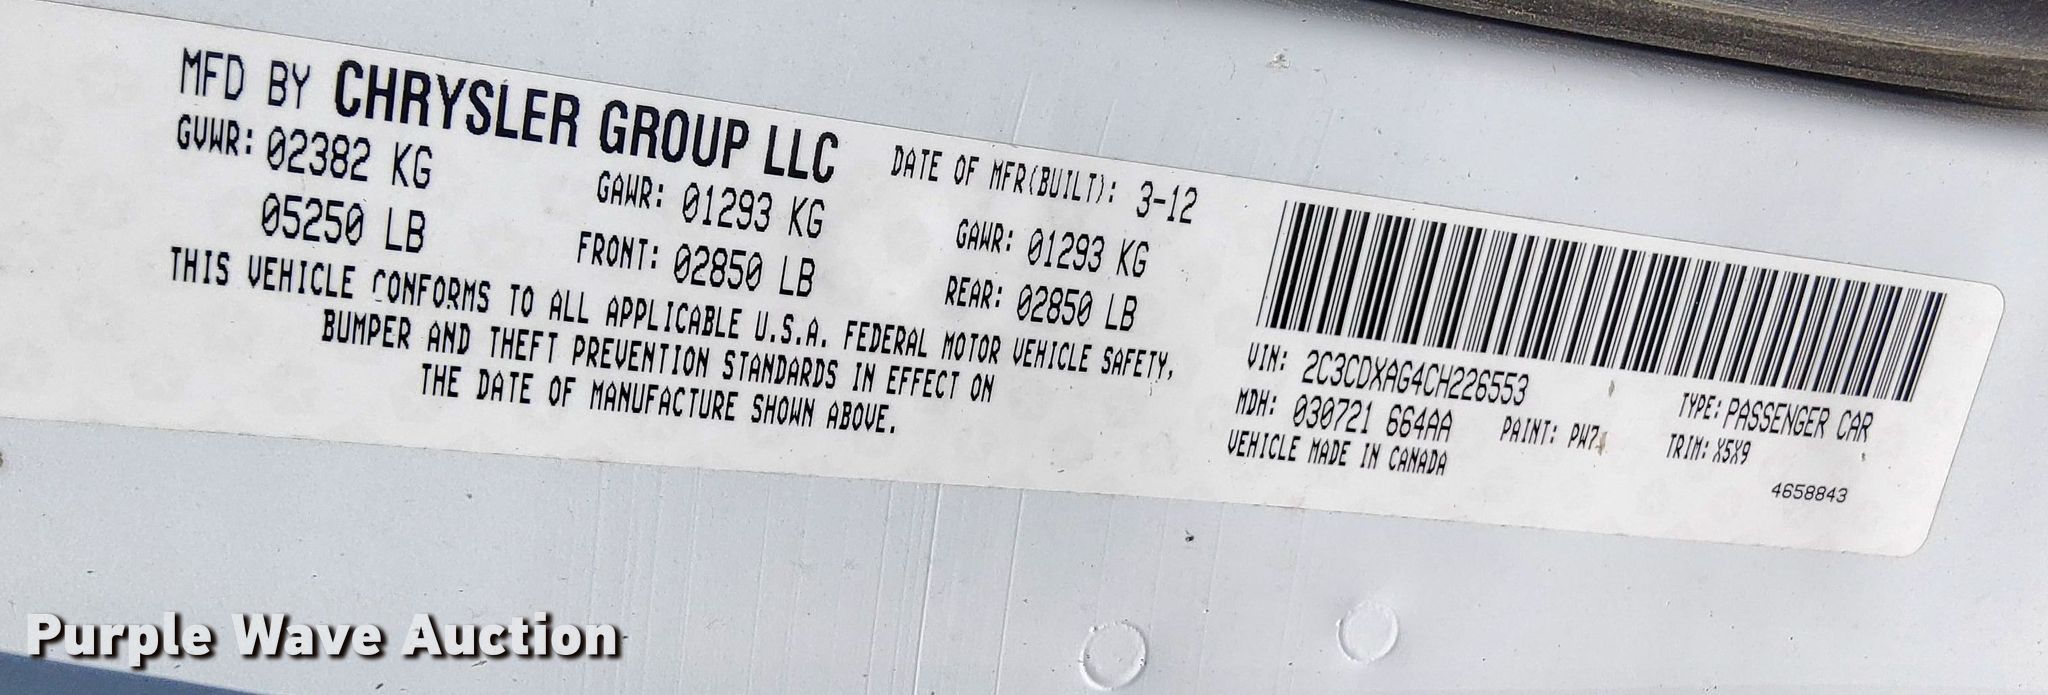 MFD BY CHRYSLER GROUP LLC
DATE OF MFR(BUILT): 3-12
GVWR: 02382 KG
05250 LB
GAWR: 01293 KG
FRONT: 02850 LB
GAWR: 01293 KG
REAR: 02850 LB
THIS VEHICLE CONFORMS TO ALL APPLICABLE U.S.A. FEDERAL MOTOR VEHICLE SAFETY,
BUMPER AND THEFT PREVENTION STANDARDS IN EFFECT ON
THE DATE OF MANUFACTURE SHOWN ABOVE.
VIN: 2C3CDXAG4CH226553
TYPE: PASSENGER CAR
MDH: 030721 664AA
PAINT: PW7
TRIM: X5X9
VEHICLE MADE IN CANADA
4658843
Purple Wave Auction